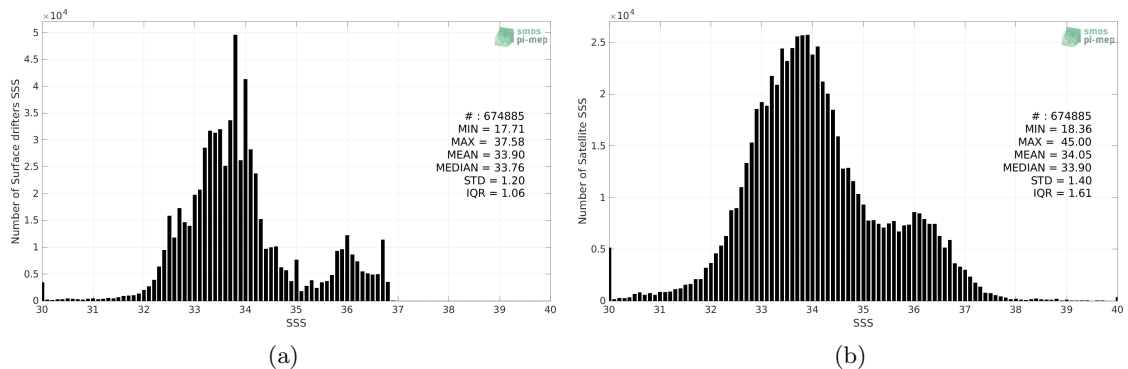 ×10⁴
5
4.5
4
3.5
3
2.5
2
1.5
1
0.5
0
30 31 32 33 34 35 36 37 38 39 40
Number of Surface drifters SSS
SSS
smos
pi-mep
# : 674885
MIN = 17.71
MAX = 37.58
MEAN = 33.90
MEDIAN = 33.76
STD = 1.20
IQR = 1.06
(a)
×10⁴
2.5
2
1.5
1
0.5
0
30 31 32 33 34 35 36 37 38 39 40
Number of Satellite SSS
SSS
smos
pi-mep
# : 674885
MIN = 18.36
MAX = 45.00
MEAN = 34.05
MEDIAN = 33.90
STD = 1.40
IQR = 1.61
(b)